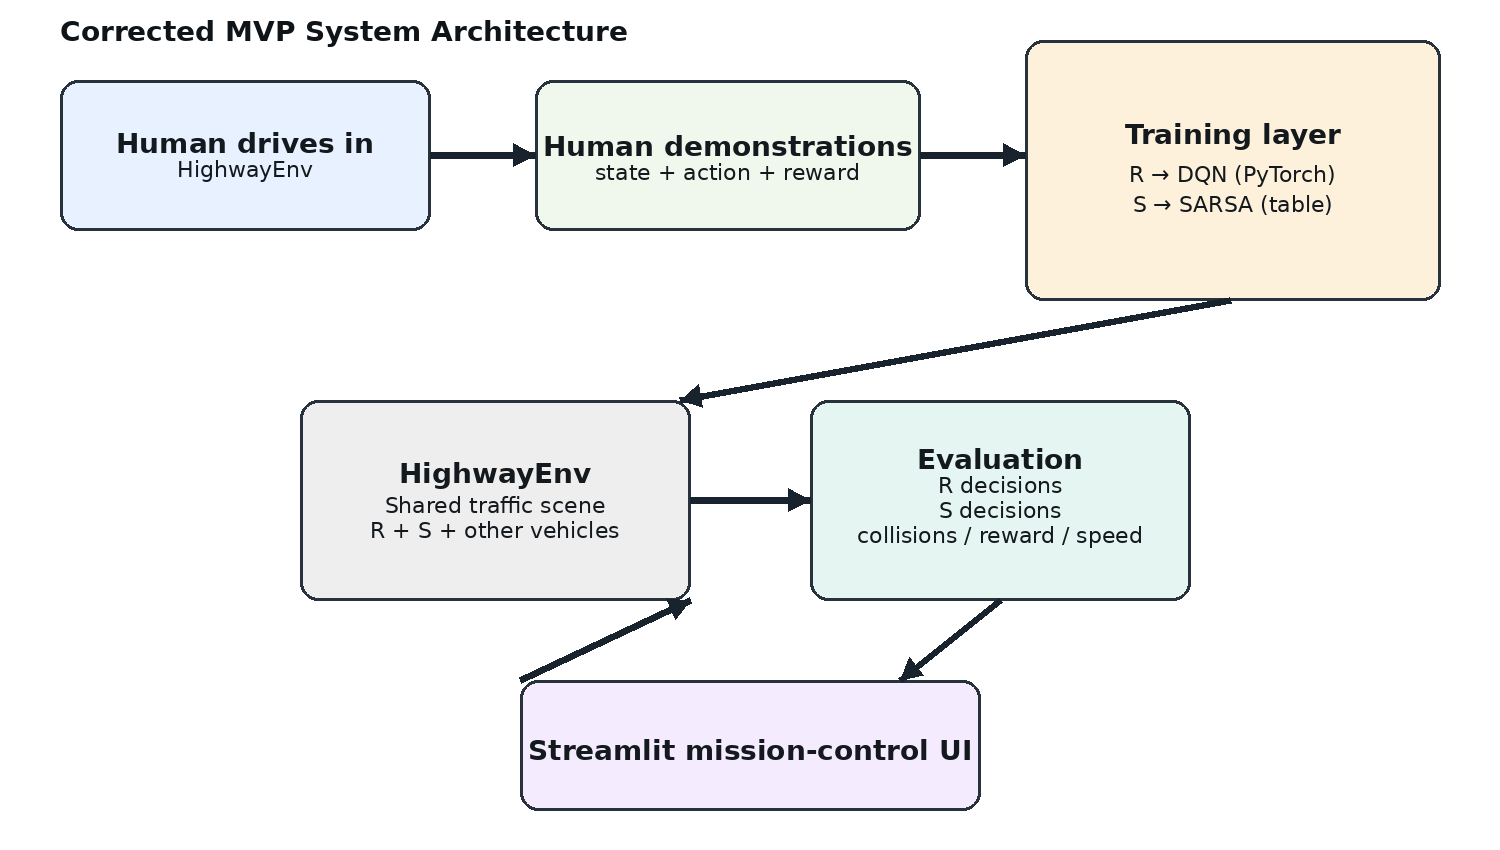 Corrected MVP System Architecture
Human drives in
HighwayEnv
Human demonstrations
state + action + reward
Training layer
R → DQN (PyTorch)
S → SARSA (table)
HighwayEnv
Shared traffic scene
R + S + other vehicles
Evaluation
R decisions
S decisions
collisions / reward / speed
Streamlit mission-control UI